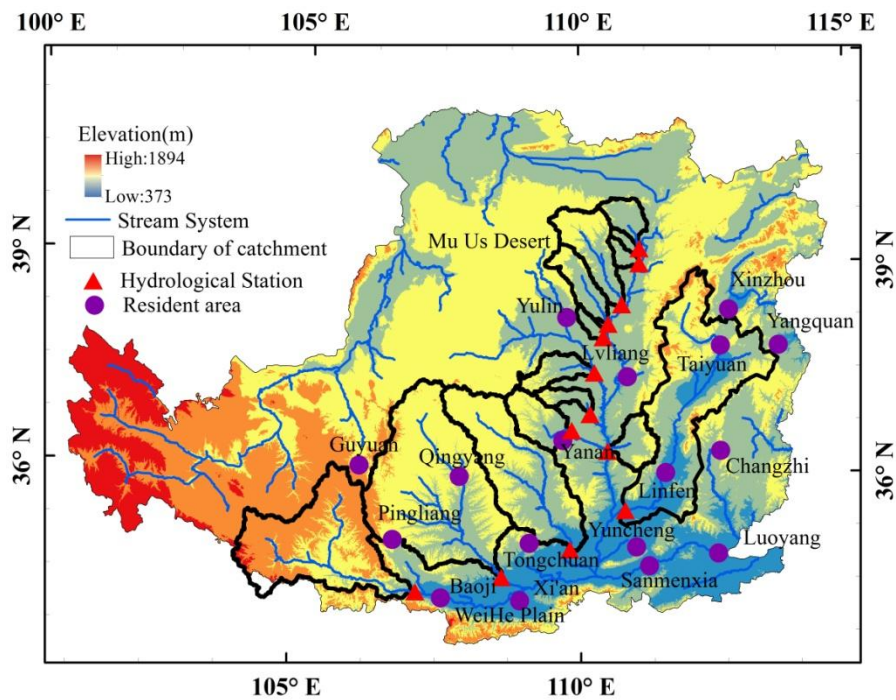 100° E 105° E 110° E 115° E
Elevation(m)
High:1894
Low:373
Stream System
Boundary of catchment
Hydrological Station
Resident area
39° N
39° N
36° N
36° N
Mu Us Desert
Xinzhou
Yulin
Yangquan
Lvliang
Taiyuan
Guyuan
Qingyang
Yanan
Changzhi
Linfen
Pingliang
Yuncheng
Luoyang
Tongchuan
Sanmenxia
Baoji
Xi'an
WeiHe Plain
105° E 110° E